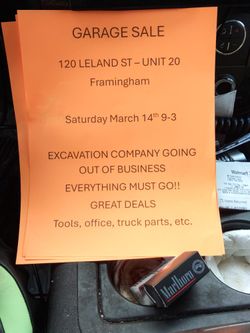 GARAGE SALE
120 LELAND ST – UNIT 20
Framingham
Saturday March 14th 9-3
EXCAVATION COMPANY GOING
OUT OF BUSINESS
EVERYTHING MUST GO!!
GREAT DEALS
Tools, office, truck parts, etc.
Walmart
Marlboro